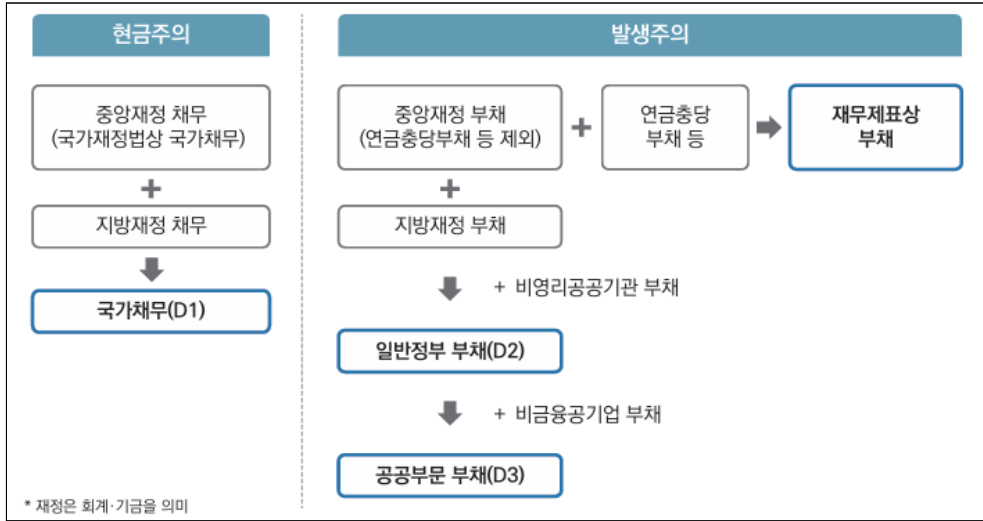 현금주의
중앙재정 채무
(국가재정법상 국가채무)
+
지방재정 채무
국가채무(D1)
발생주의
중앙재정 부채
(연금충당부채 등 제외)
+
연금충당
부채 등
재무제표상
부채
+
지방재정 부채
+ 비영리공공기관 부채
일반정부 부채(D2)
+ 비금융공기업 부채
공공부문 부채(D3)
* 재정은 회계·기금을 의미